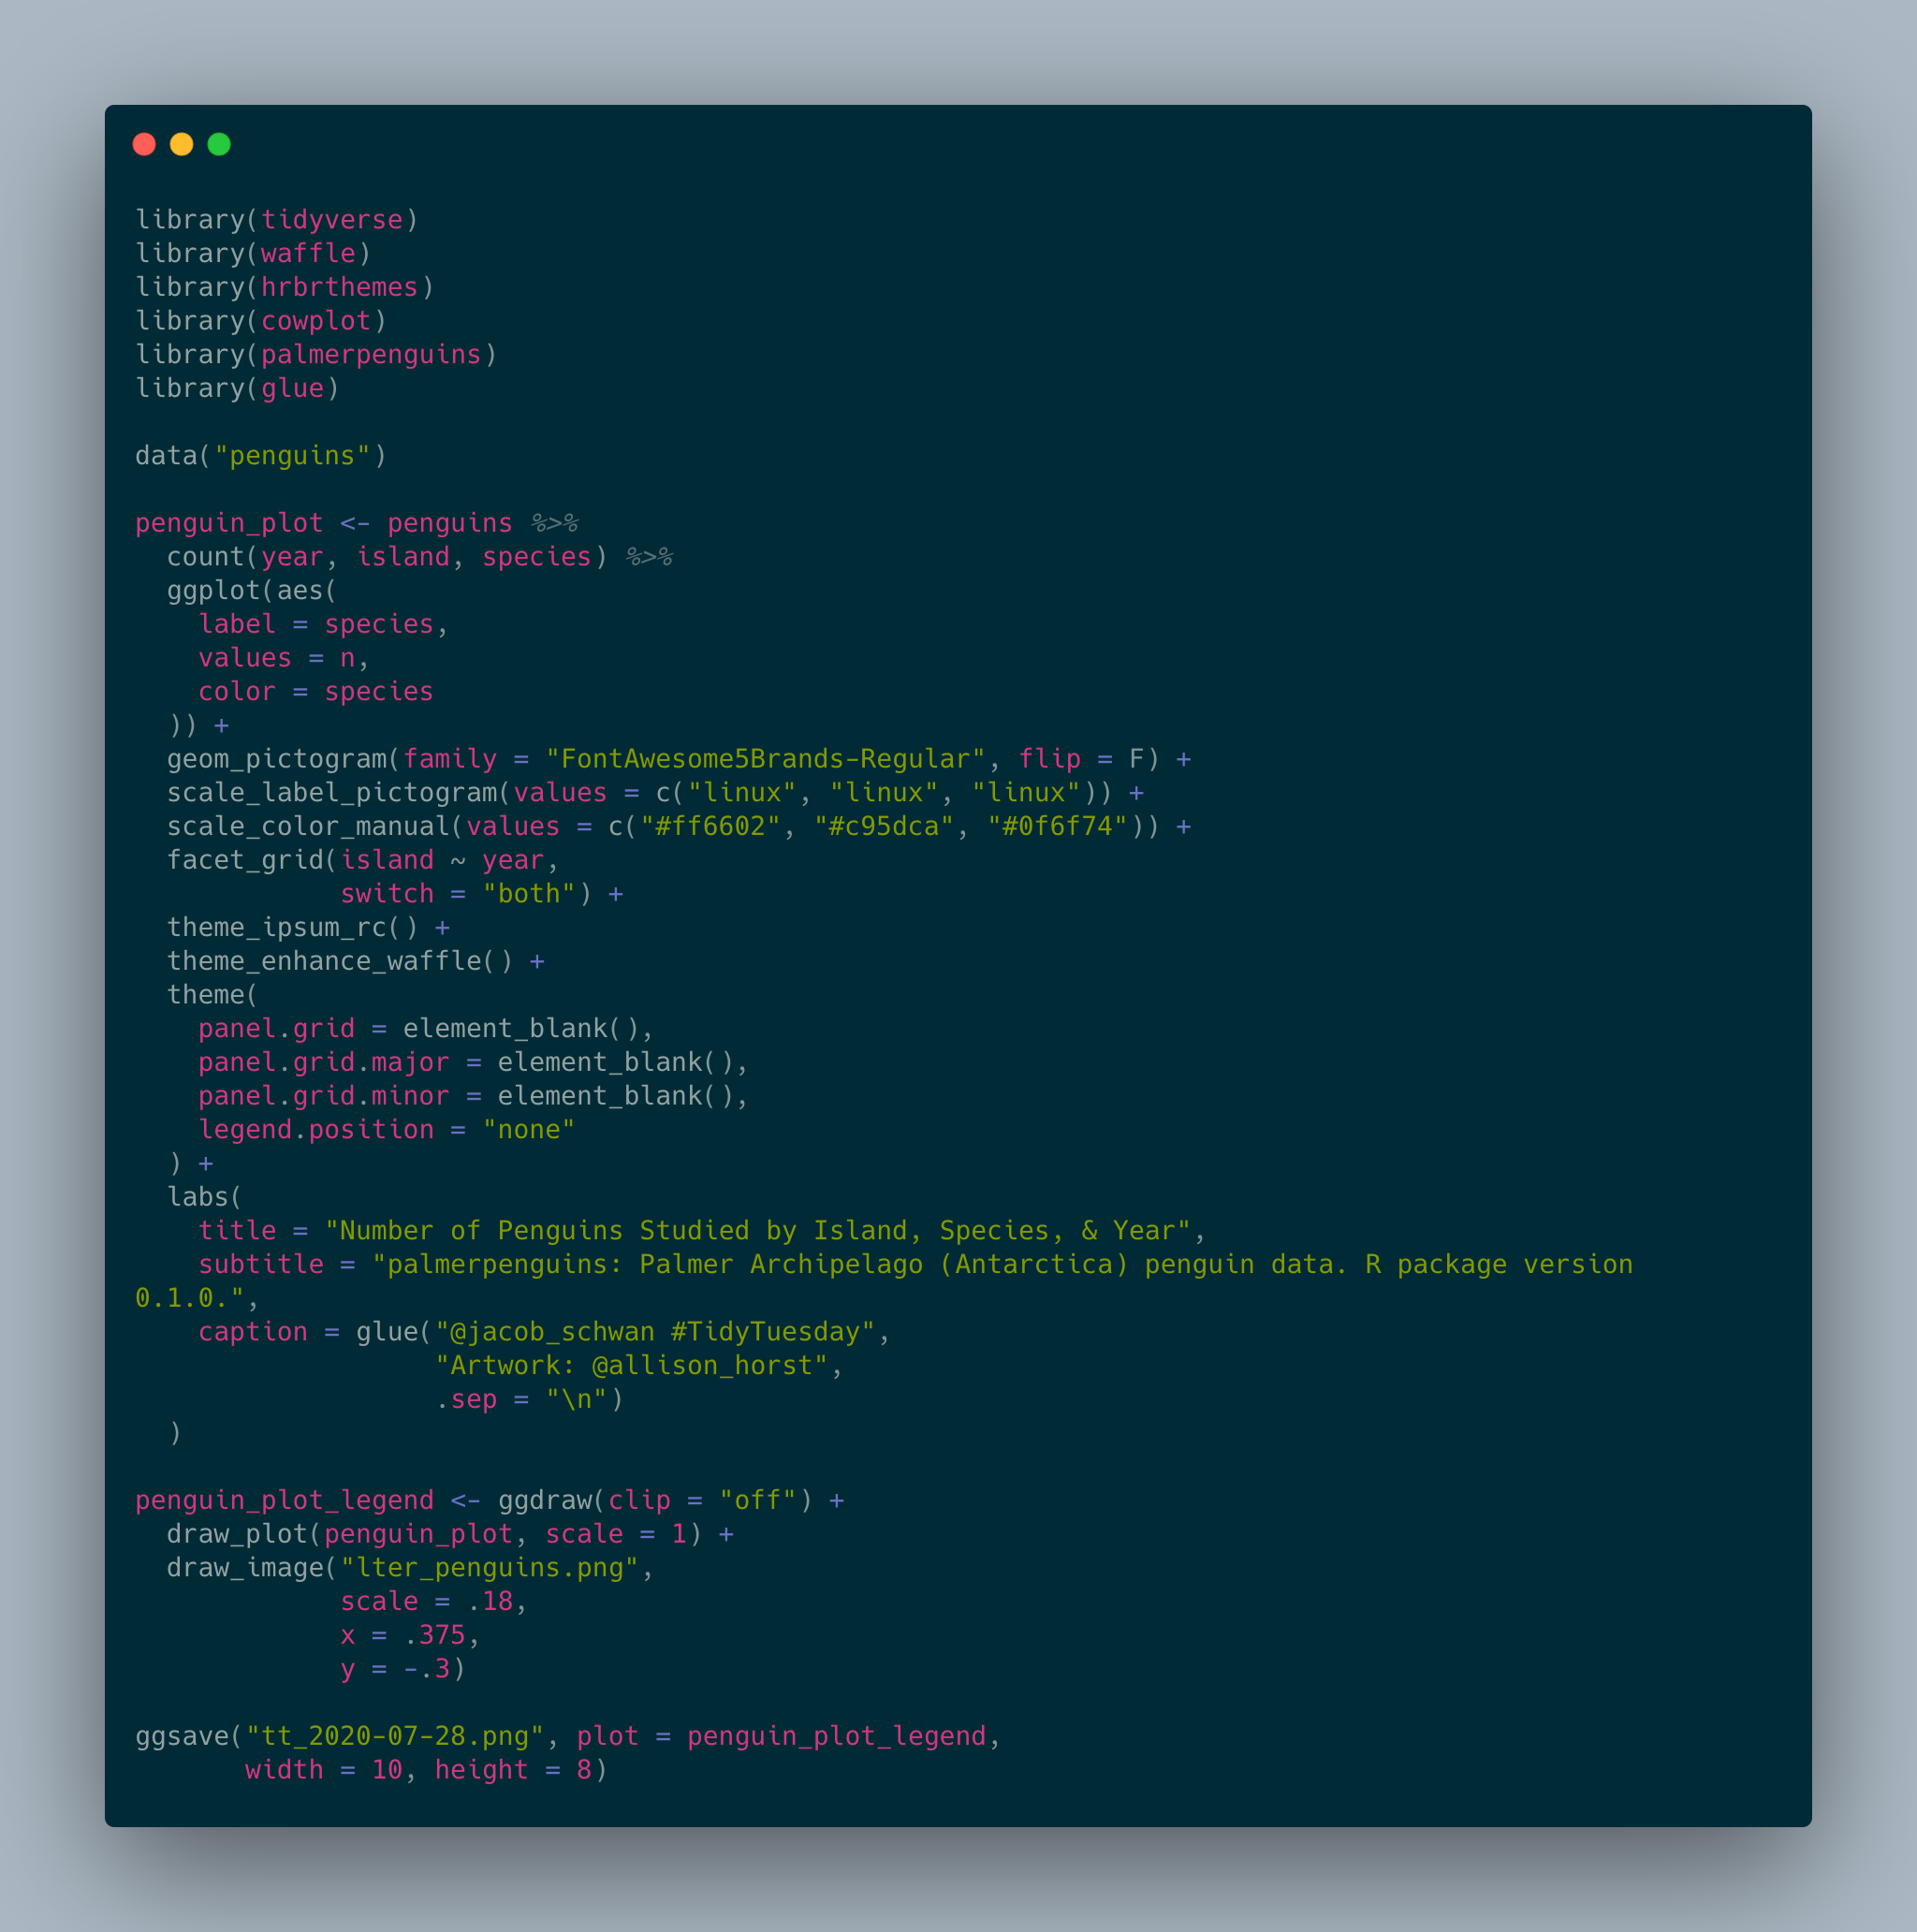 library(tidyverse)
library(waffle)
library(hrbrthemes)
library(cowplot)
library(palmerpenguins)
library(glue)

data("penguins")

penguin_plot <- penguins %>%
  count(year, island, species) %>%
  ggplot(aes(
    label = species,
    values = n,
    color = species
  )) +
  geom_pictogram(family = "FontAwesome5Brands-Regular", flip = F) +
  scale_label_pictogram(values = c("linux", "linux", "linux")) +
  scale_color_manual(values = c("#ff6602", "#c95dca", "#0f6f74")) +
  facet_grid(island ~ year,
             switch = "both") +
  theme_ipsum_rc() +
  theme_enhance_waffle() +
  theme(
    panel.grid = element_blank(),
    panel.grid.major = element_blank(),
    panel.grid.minor = element_blank(),
    legend.position = "none"
  ) +
  labs(
    title = "Number of Penguins Studied by Island, Species, & Year",
    subtitle = "palmerpenguins: Palmer Archipelago (Antarctica) penguin data. R package version
0.1.0.",
    caption = glue("@jacob_schwan #TidyTuesday",
                   "Artwork: @allison_horst",
                   .sep = "\n")
  )

penguin_plot_legend <- ggdraw(clip = "off") +
  draw_plot(penguin_plot, scale = 1) +
  draw_image("lter_penguins.png",
             scale = .18,
             x = .375,
             y = -.3)

ggsave("tt_2020-07-28.png", plot = penguin_plot_legend,
       width = 10, height = 8)